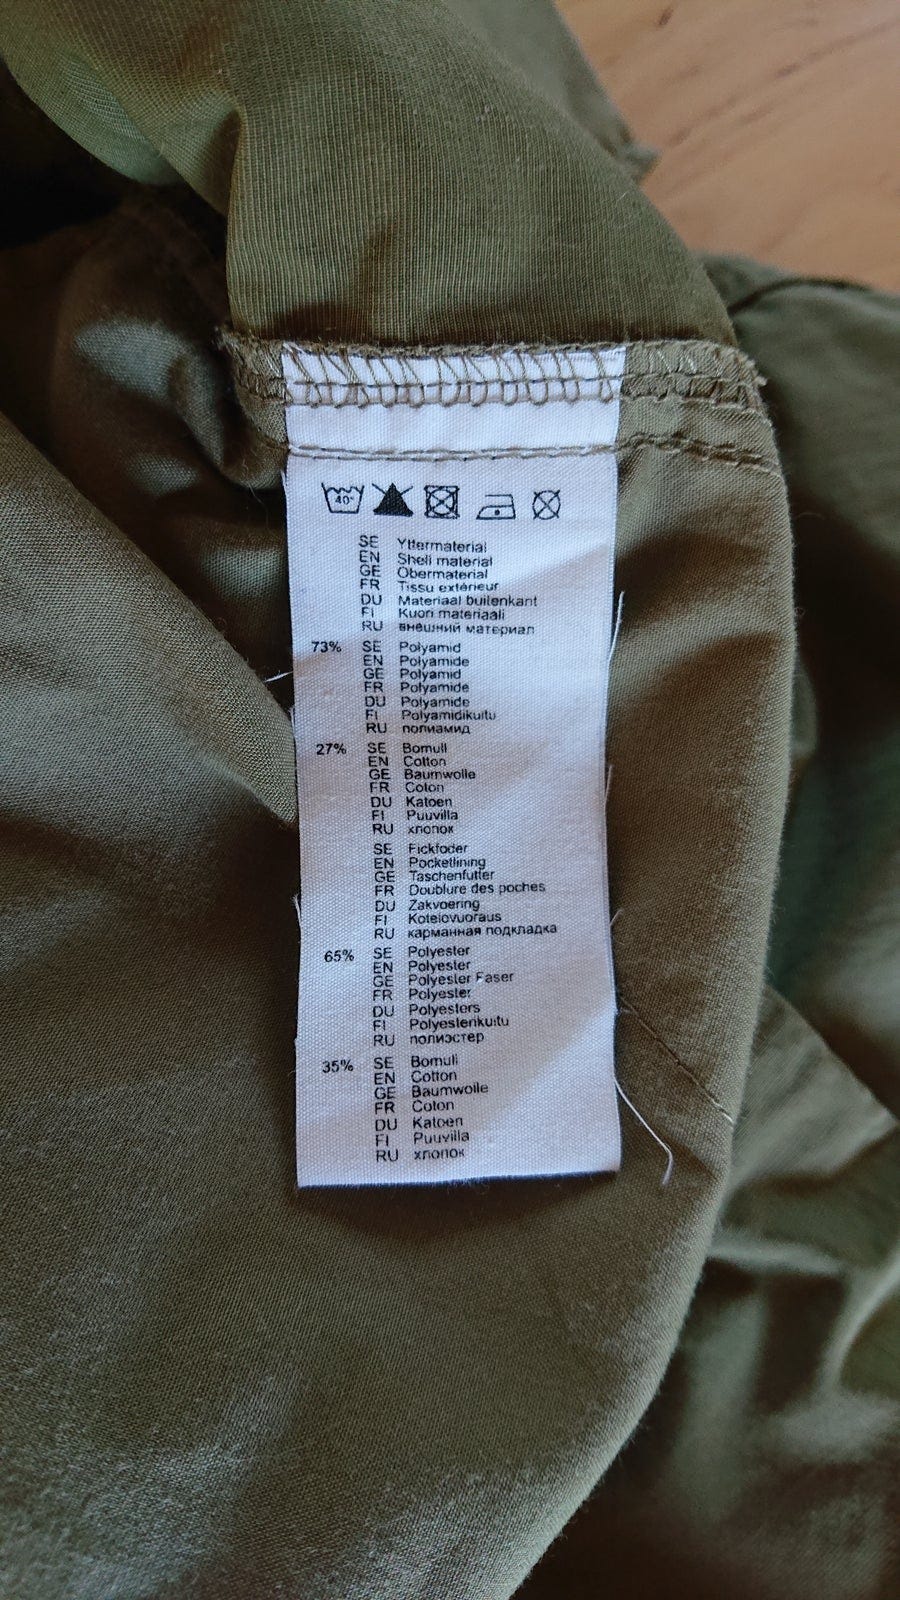 40°
SE Yttermaterial
EN Shell material
GE Obermaterial
FR Tissu extérieur
DU Materiaal buitenkant
FI Kuori materiaali
RU внешний материал
73% SE Polyamid
EN Polyamide
GE Polyamid
FR Polyamide
DU Polyamide
FI Polyamidikuitu
RU полиамид
27% SE Bomull
EN Cotton
GE Baumwolle
FR Coton
DU Katoen
FI Puuvilla
RU хлопок
SE Fickfoder
EN Pocketlining
GE Taschenfutter
FR Doublure des poches
DU Zakvoering
FI Kotelovuoraus
RU карманная подкладка
65% SE Polyester
EN Polyester
GE Polyester Faser
FR Polyester
DU Polyesters
FI Polyesterikuitu
RU полиэстер
35% SE Bomull
EN Cotton
GE Baumwolle
FR Coton
DU Katoen
FI Puuvilla
RU хлопок